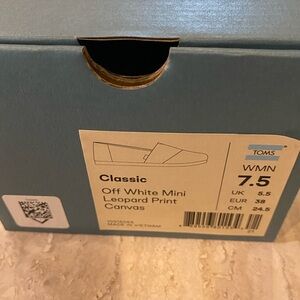 TOMS
WMN
7.5
UK 5.5
EUR 38
CM 24.5
Classic
Off White Mini
Leopard Print
Canvas
MADE IN VIETNAM